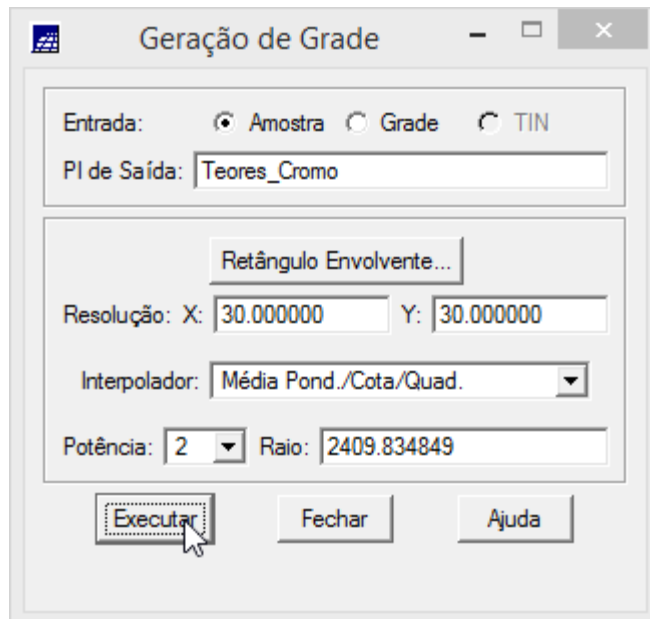 Geração de Grade
Entrada: Amostra Grade TIN
PI de Saída: Teores_Cromo
Retângulo Envolvente...
Resolução: X: 30.000000 Y: 30.000000
Interpolador: Média Pond./Cota/Quad.
Potência: 2 Raio: 2409.834849
Executar Fechar Ajuda